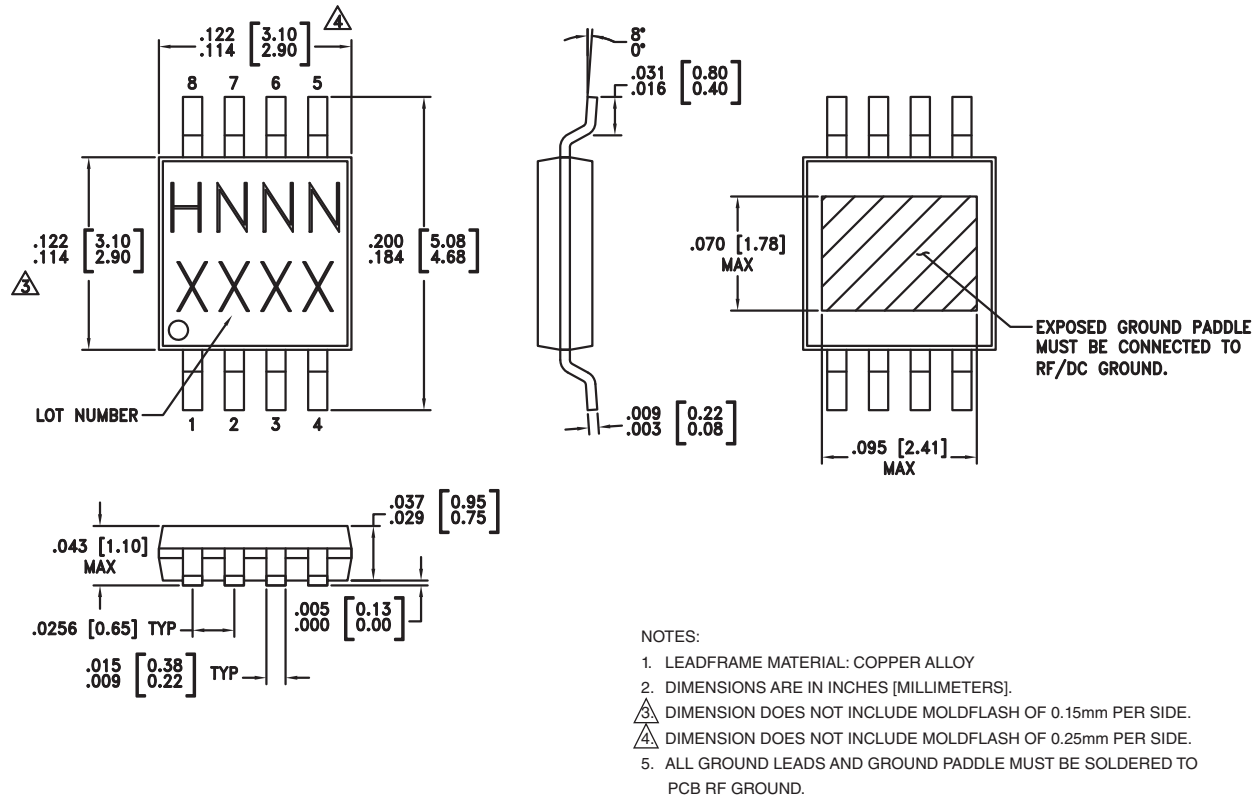 .122 [3.10]
.114 [2.90]
4
8 7 6 5
HNNN
XXXX
.122 [3.10]
.114 [2.90]
3
.200 [5.08]
.184 [4.68]
LOT NUMBER
1 2 3 4
8°
0°
.031 [0.80]
.016 [0.40]
.009 [0.22]
.003 [0.08]
.070 [1.78]
MAX
EXPOSED GROUND PADDLE
MUST BE CONNECTED TO
RF/DC GROUND.
.095 [2.41]
MAX
.037 [0.95]
.029 [0.75]
.043 [1.10]
MAX
.005 [0.13]
.000 [0.00]
.0256 [0.65] TYP
.015 [0.38] TYP
.009 [0.22]
NOTES:
1. LEADFRAME MATERIAL: COPPER ALLOY
2. DIMENSIONS ARE IN INCHES [MILLIMETERS].
3. DIMENSION DOES NOT INCLUDE MOLDFLASH OF 0.15mm PER SIDE.
4. DIMENSION DOES NOT INCLUDE MOLDFLASH OF 0.25mm PER SIDE.
5. ALL GROUND LEADS AND GROUND PADDLE MUST BE SOLDERED TO
PCB RF GROUND.